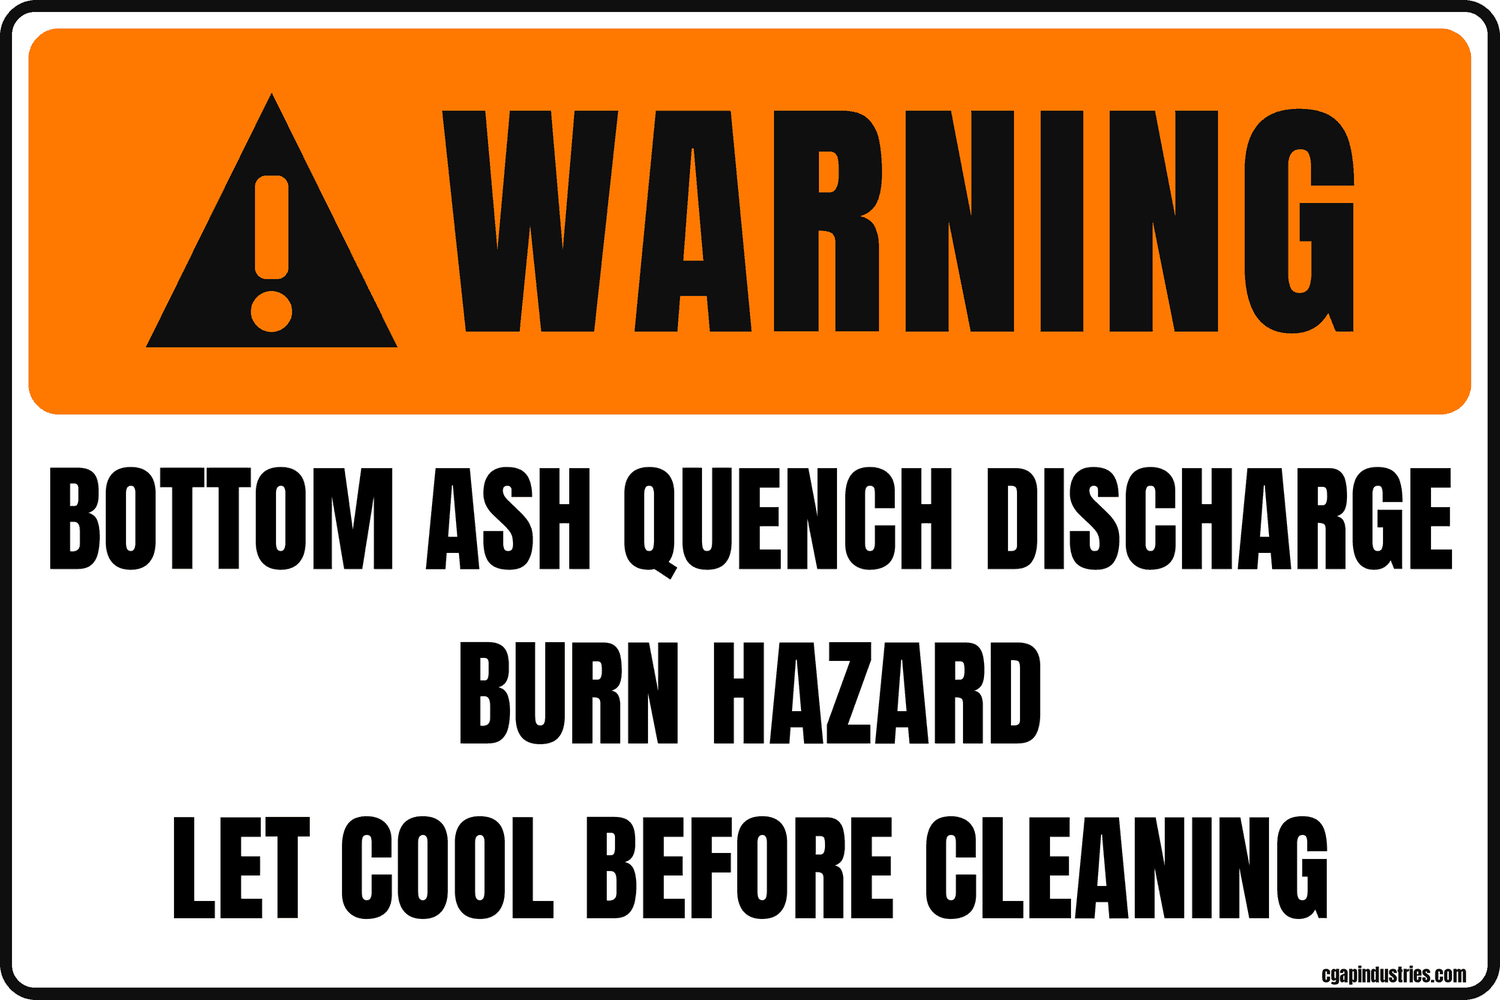 WARNING
BOTTOM ASH QUENCH DISCHARGE
BURN HAZARD
LET COOL BEFORE CLEANING
cgapindustries.com